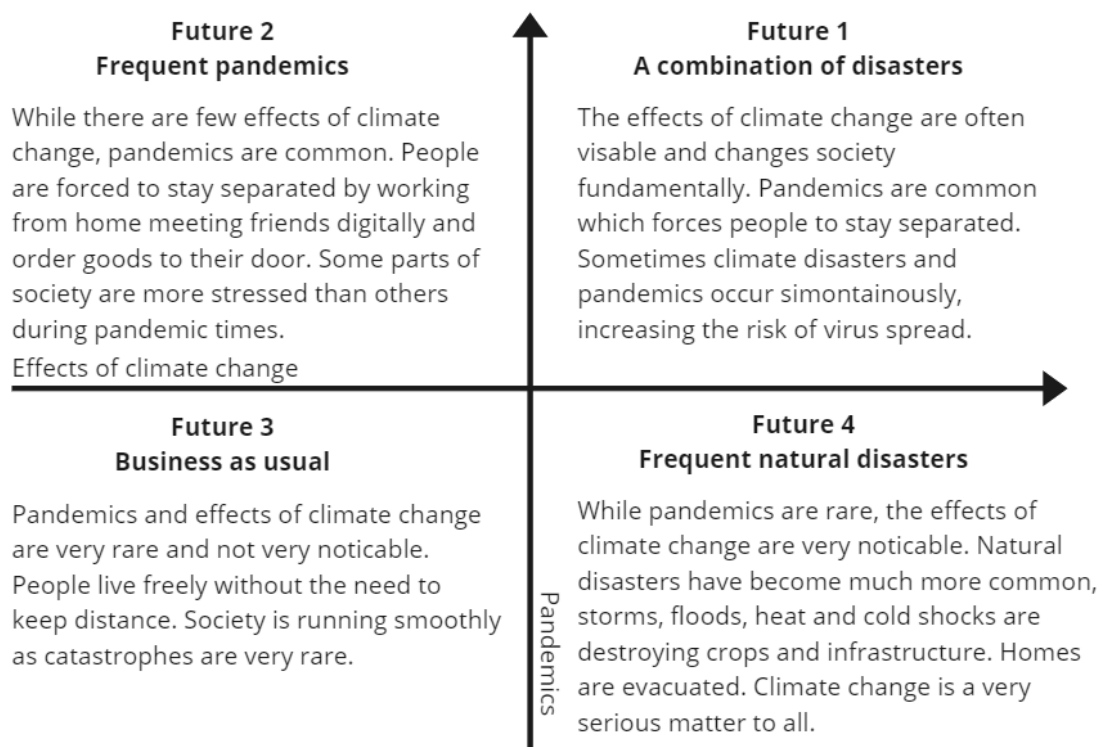 Future 2
Frequent pandemics
While there are few effects of climate
change, pandemics are common. People
are forced to stay separated by working
from home meeting friends digitally and
order goods to their door. Some parts of
society are more stressed than others
during pandemic times.
Future 1
A combination of disasters
The effects of climate change are often
visable and changes society
fundamentally. Pandemics are common
which forces people to stay separated.
Sometimes climate disasters and
pandemics occur simontainously,
increasing the risk of virus spread.
Effects of climate change
Future 3
Business as usual
Pandemics and effects of climate change
are very rare and not very noticable.
People live freely without the need to
keep distance. Society is running smoothly
as catastrophes are very rare.
Pandemics
Future 4
Frequent natural disasters
While pandemics are rare, the effects of
climate change are very noticable. Natural
disasters have become much more common,
storms, floods, heat and cold shocks are
destroying crops and infrastructure. Homes
are evacuated. Climate change is a very
serious matter to all.